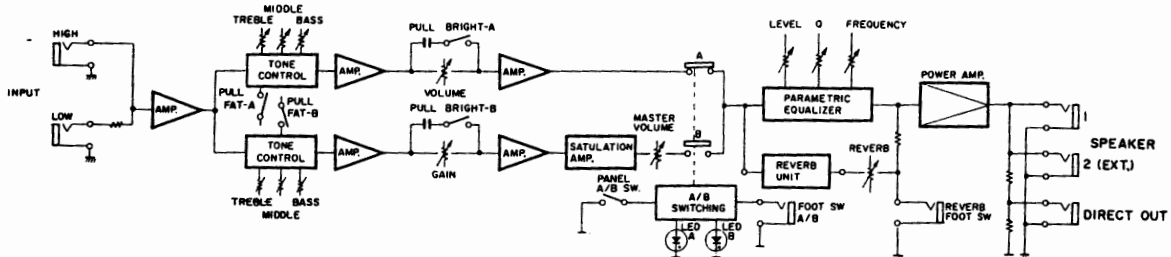 INPUT
HIGH
LOW
AMP.
MIDDLE
TREBLE
BASS
TONE
CONTROL
PULL
FAT-A
PULL
FAT-B
TONE CONTROL
TREBLE
BASS
MIDDLE
AMP.
PULL BRIGHT-A
VOLUME
AMP.
AMP.
PULL BRIGHT-B
GAIN
AMP.
SATULATION
AMP.
MASTER
VOLUME
A
B
PANEL
A/B SW.
A/B
SWITCHING
LED
A
LED
B
FOOT SW
A/B
LEVEL
Q
FREQUENCY
PARAMETRIC
EQUALIZER
REVERB
UNIT
REVERB
POWER AMP.
REVERB
FOOT SW
1
SPEAKER
2 (EXT.)
DIRECT OUT